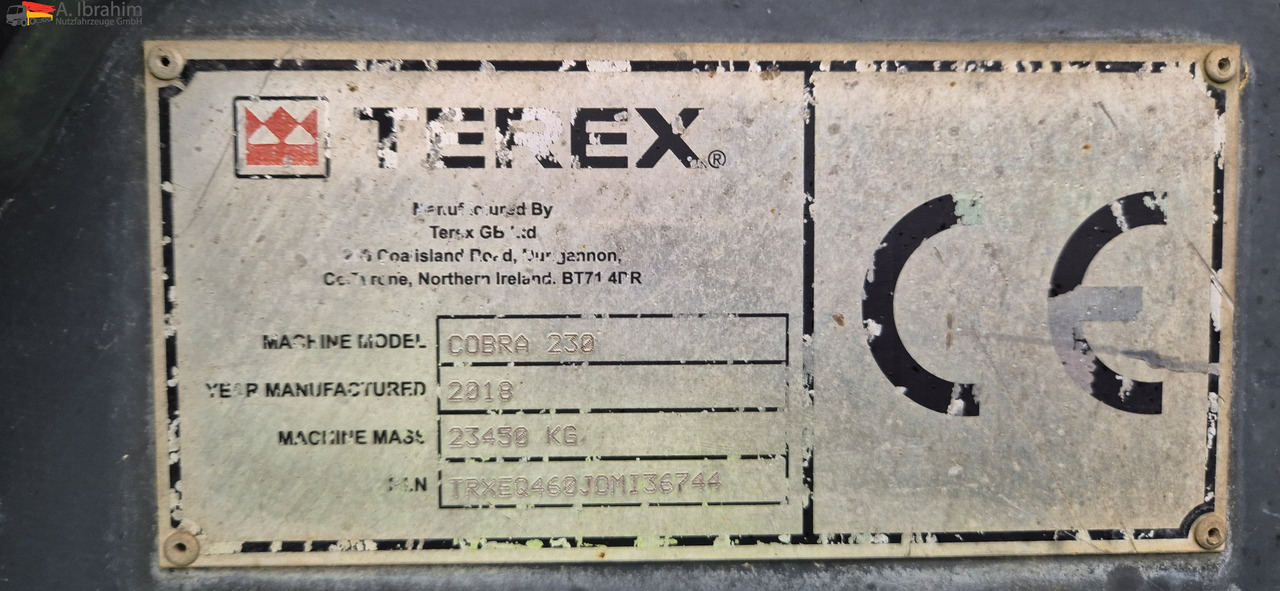 A. Ibrahim
Nutzfahrzeuge GmbH
TEREX®
Manufactured By
Terex GB Ltd
Coalisland Road, Dungannon,
Co. Tyrone, Northern Ireland. BT71 4DR
MACHINE MODEL COBRA 230
YEAR MANUFACTURED 2018
MACHINE MASS 23450 KG
TRXEQ460JDMI36744
CE